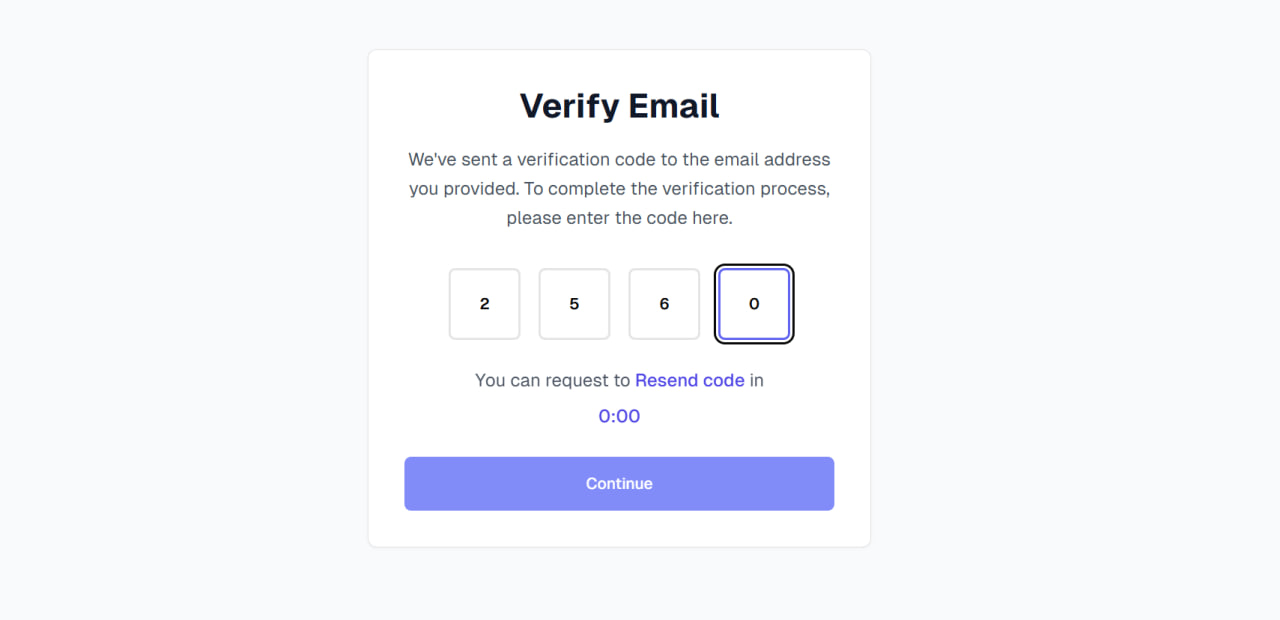 Verify Email
We've sent a verification code to the email address
you provided. To complete the verification process,
please enter the code here.
2 5 6 0
You can request to Resend code in
0:00
Continue